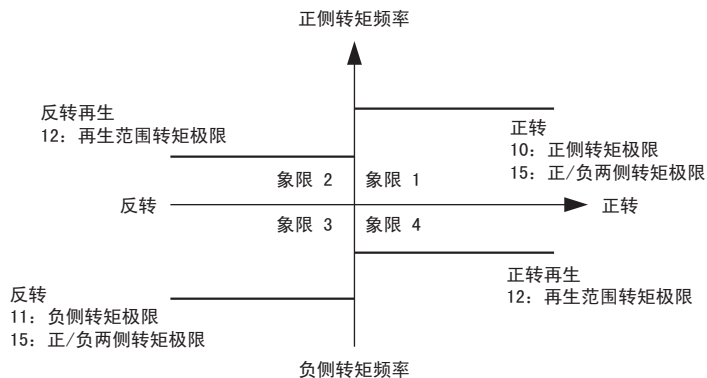 正侧转矩频率
反转再生
12：再生范围转矩极限
正转
10：正侧转矩极限
15：正/负两侧转矩极限
象限 2
象限 1
反转
正转
象限 3
象限 4
正转再生
12：再生范围转矩极限
反转
11：负侧转矩极限
15：正/负两侧转矩极限
负侧转矩频率